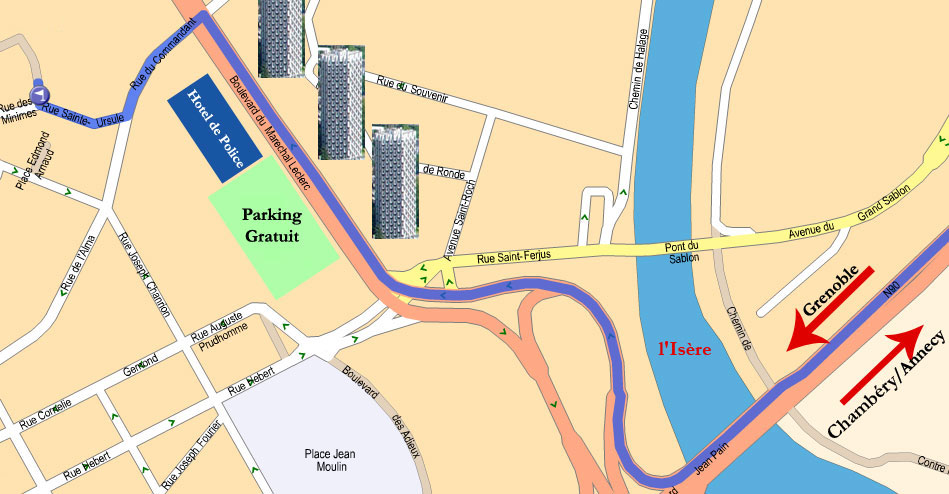 Rue du Commandant
Rue des
Minimes
Rue Sainte-Ursule
Place Edmond
Arnaud
Hotel de Police
Boulevard du Maréchal Leclerc
Parking
Gratuit
Rue du Souvenir
de Ronde
Avenue Saint-Roch
Chemin de Halage
Rue Saint-Ferjus
Pont du
Sablon
Avenue du
Grand Sablon
Rue de l'Alma
Rue Joseph Chanrion
Rue Auguste
Prudhomme
Genond
Rue Cornélie
Rue Hébert
Rue Hébert
Rue Joseph Fourier
Place Jean
Moulin
Boulevard
des Adieux
l'Isère
Chemin de
Contre
Jean Pain
N90
Grenoble
Chambéry/Annecy